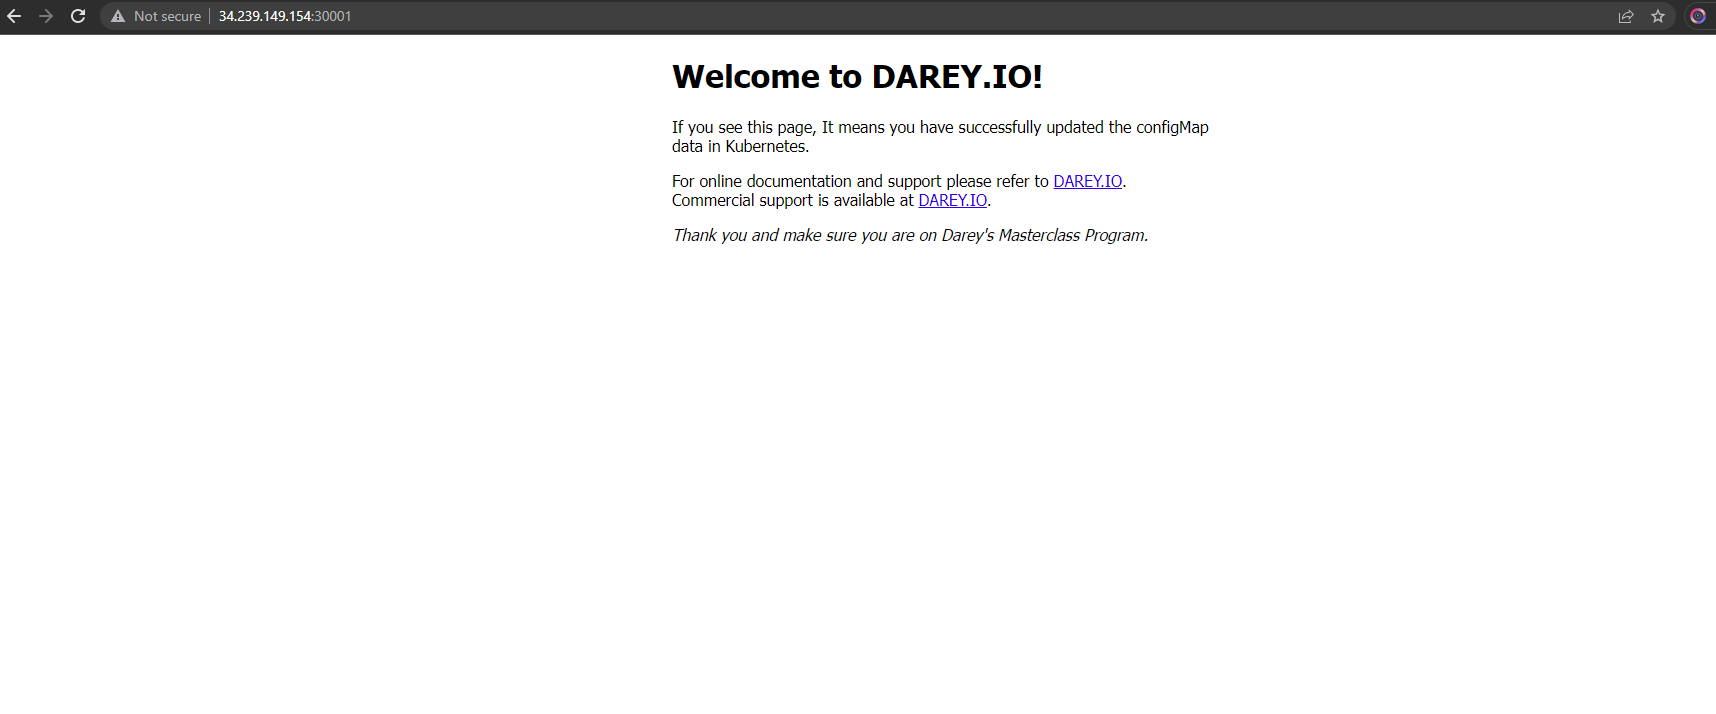 Not secure | 34.239.149.154:30001
Welcome to DAREY.IO!
If you see this page, It means you have successfully updated the configMap
data in Kubernetes.
For online documentation and support please refer to DAREY.IO.
Commercial support is available at DAREY.IO.
Thank you and make sure you are on Darey's Masterclass Program.